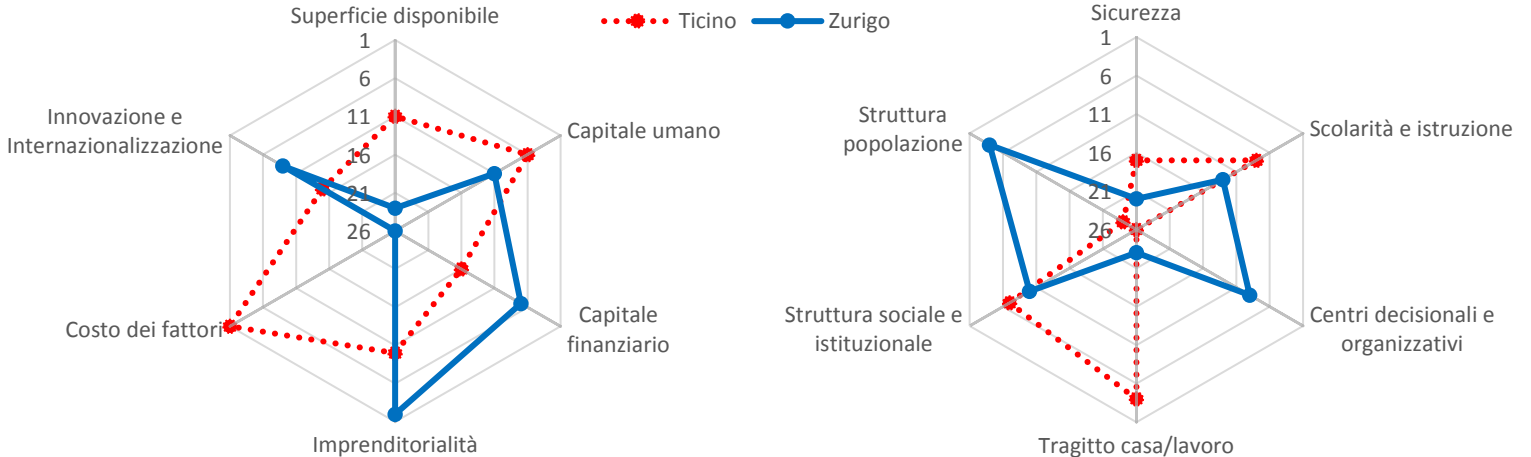 Superficie disponibile
Ticino
Zurigo
Sicurezza
1
6
11
16
21
26
Innovazione e
Internazionalizzazione
Capitale umano
Costo dei fattori
Capitale
finanziario
Imprenditorialità
1
6
11
16
21
26
Struttura
popolazione
Scolarità e istruzione
Struttura sociale e
istituzionale
Centri decisionali e
organizzativi
Tragitto casa/lavoro